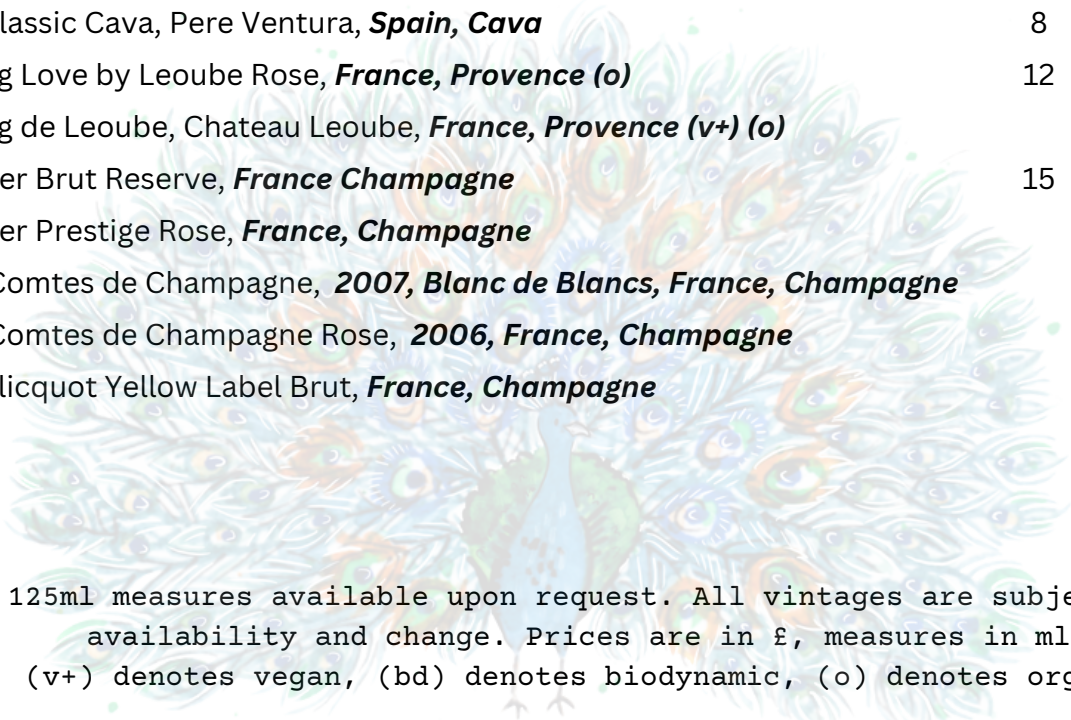 lassic Cava, Pere Ventura, Spain, Cava 8
g Love by Leoube Rose, France, Provence (o) 12
g de Leoube, Chateau Leoube, France, Provence (v+) (o)
er Brut Reserve, France Champagne 15
er Prestige Rose, France, Champagne
Comtes de Champagne, 2007, Blanc de Blancs, France, Champagne
Comtes de Champagne Rose, 2006, France, Champagne
licquot Yellow Label Brut, France, Champagne
125ml measures available upon request. All vintages are subje
availability and change. Prices are in £, measures in ml
(v+) denotes vegan, (bd) denotes biodynamic, (o) denotes org